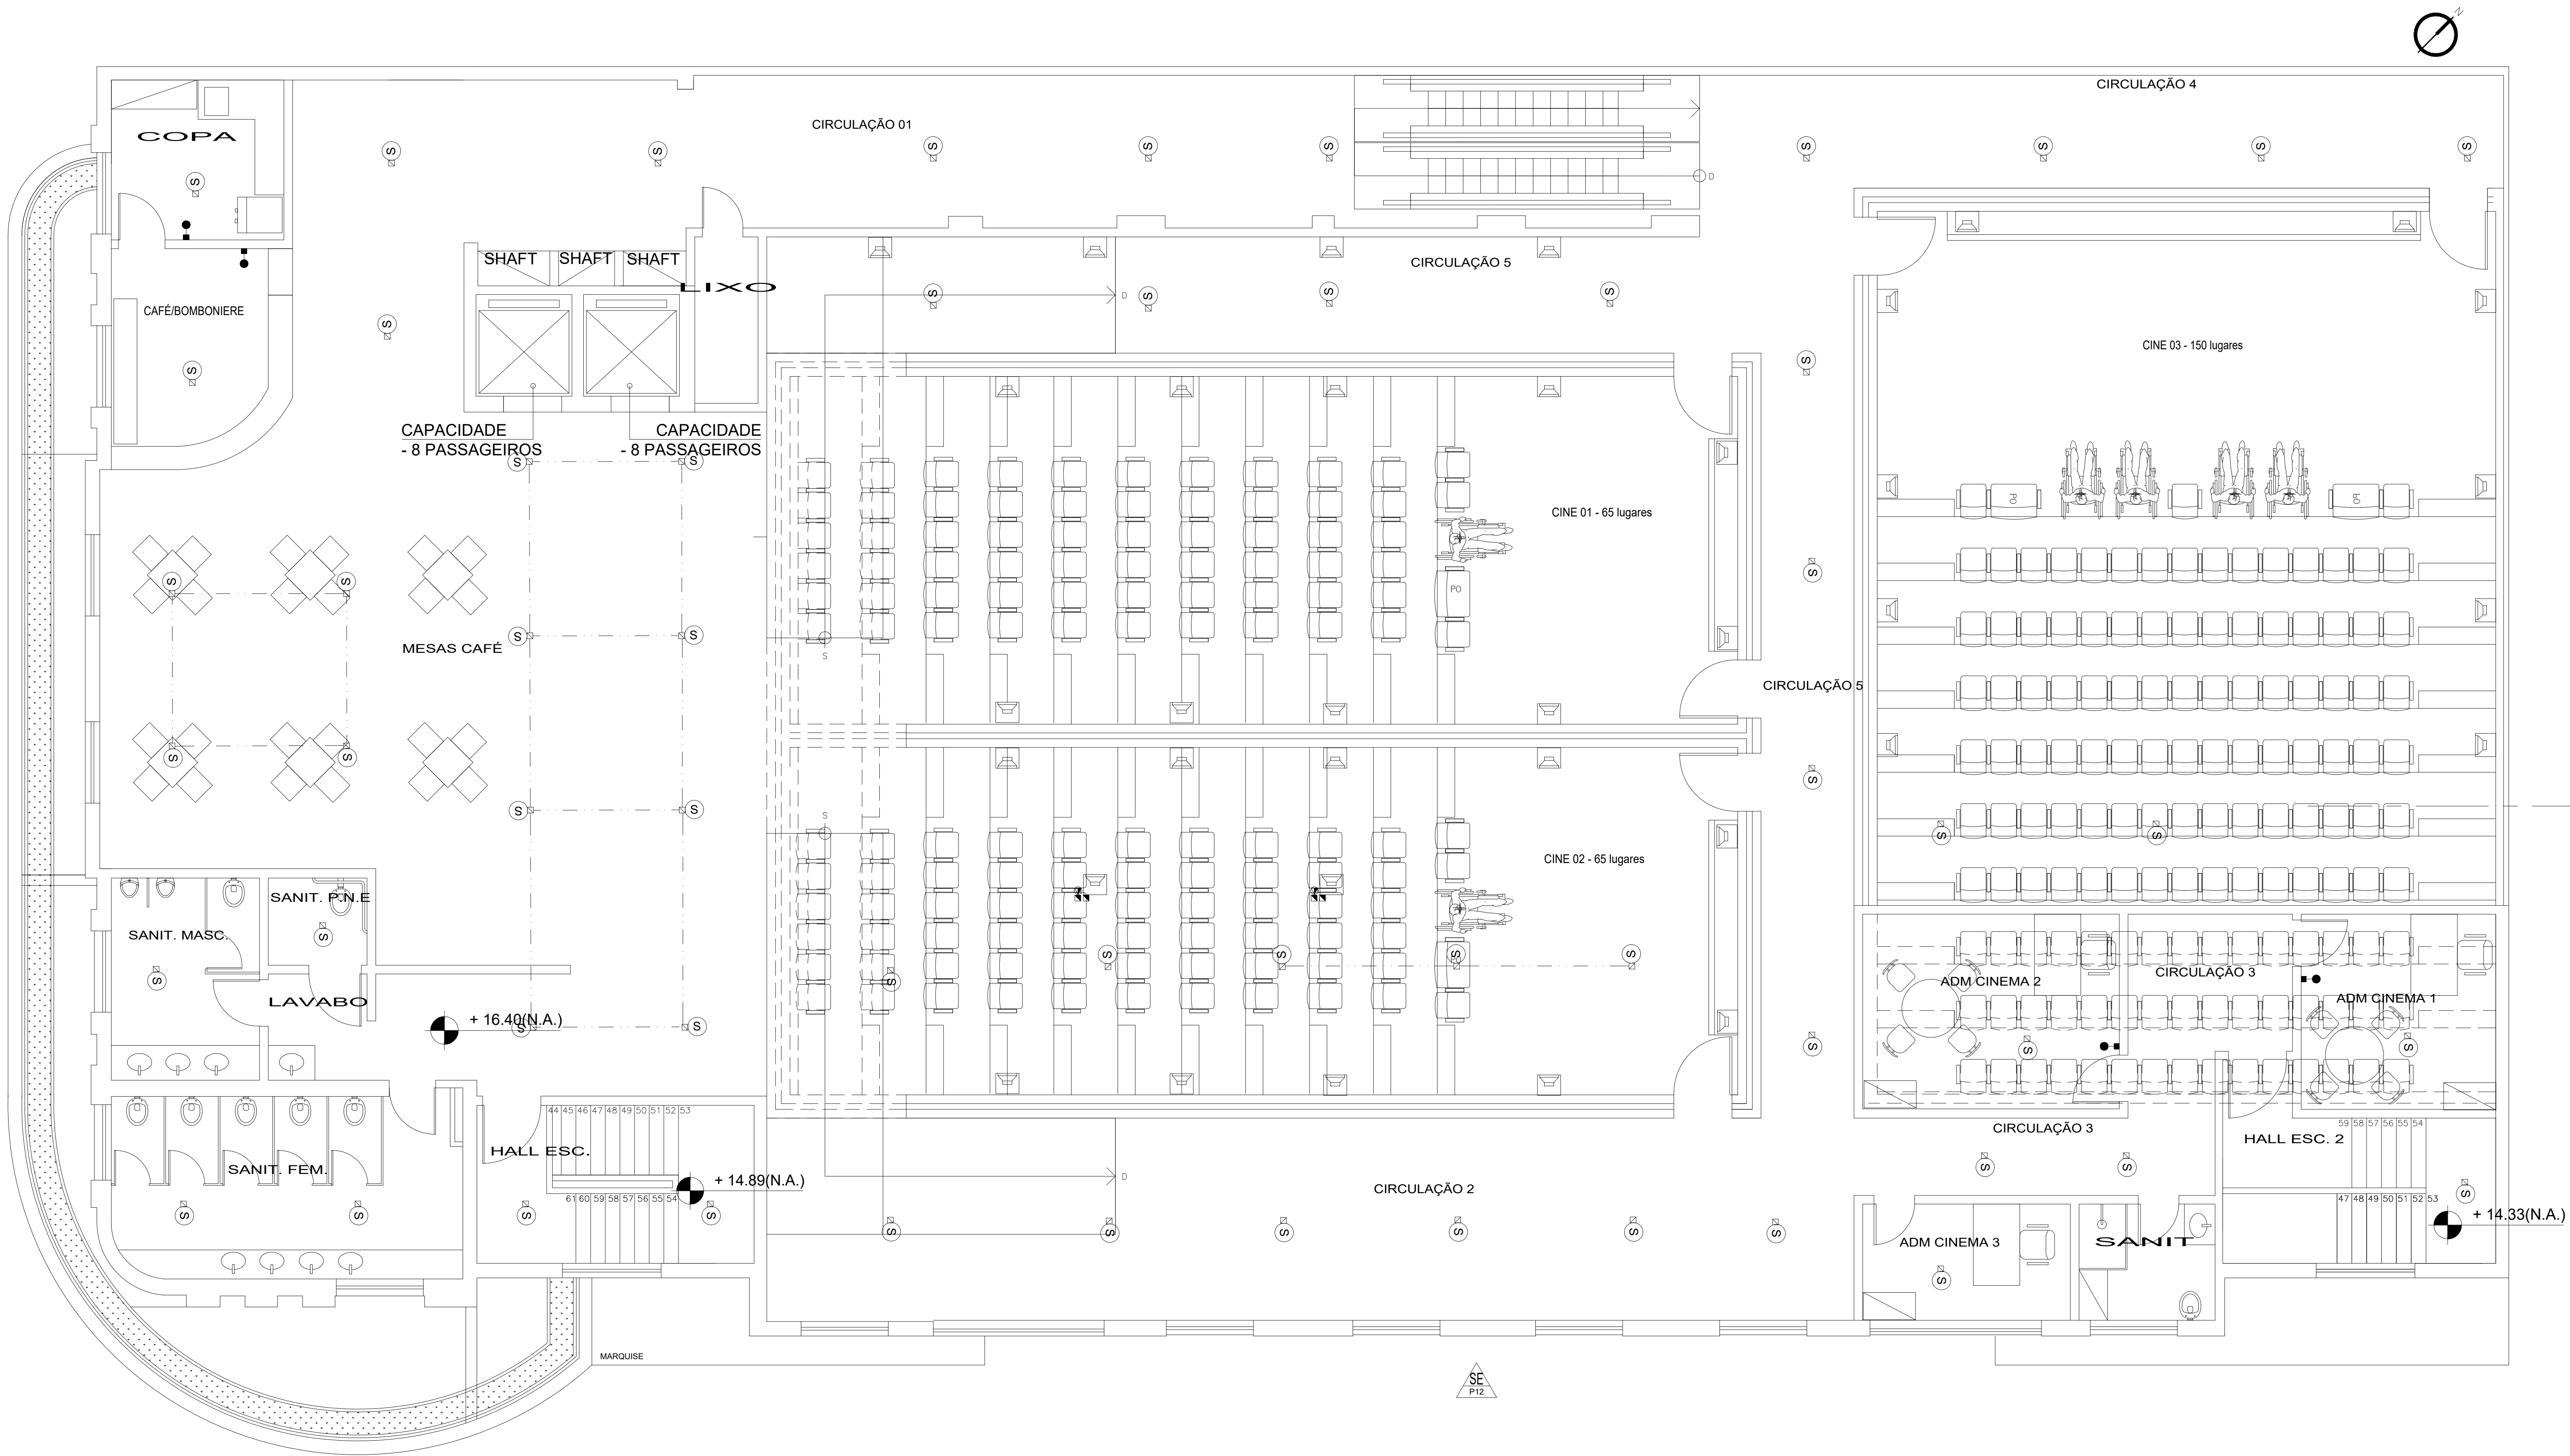 N
CIRCULAÇÃO 4
CIRCULAÇÃO 01
COPA
S
S
S
S
S
S
S
S
S
S
S
D
SHAFT
SHAFT
SHAFT
LIXO
CIRCULAÇÃO 5
D
S
S
S
S
CAFÉ/BOMBONIERE
S
S
S
CINE 03 - 150 lugares
CAPACIDADE
- 8 PASSAGEIROS
CAPACIDADE
- 8 PASSAGEIROS
S
S
PO
PO
CINE 01 - 65 lugares
S
S
S
PO
S
S
MESAS CAFÉ
S
CIRCULAÇÃO 5
S
S
S
S
S
S
S
S
S
CINE 02 - 65 lugares
SANIT. P.N.E
SANIT. MASC.
S
S
S
S
S
S
S
LAVABO
+ 16.40(N.A.)
S
S
ADM CINEMA 2
CIRCULAÇÃO 3
ADM CINEMA 1
S
S
S
44 45 46 47 48 49 50 51 52 53
HALL ESC.
61 60 59 58 57 56 55 54
+ 14.89(N.A.)
SANIT. FEM.
S
S
S
S
D
CIRCULAÇÃO 2
S
S
S
S
S
S
CIRCULAÇÃO 3
S
S
59 58 57 56 55 54
HALL ESC. 2
47 48 49 50 51 52 53
S
+ 14.33(N.A.)
ADM CINEMA 3
S
SANIT
MARQUISE
SE
P12